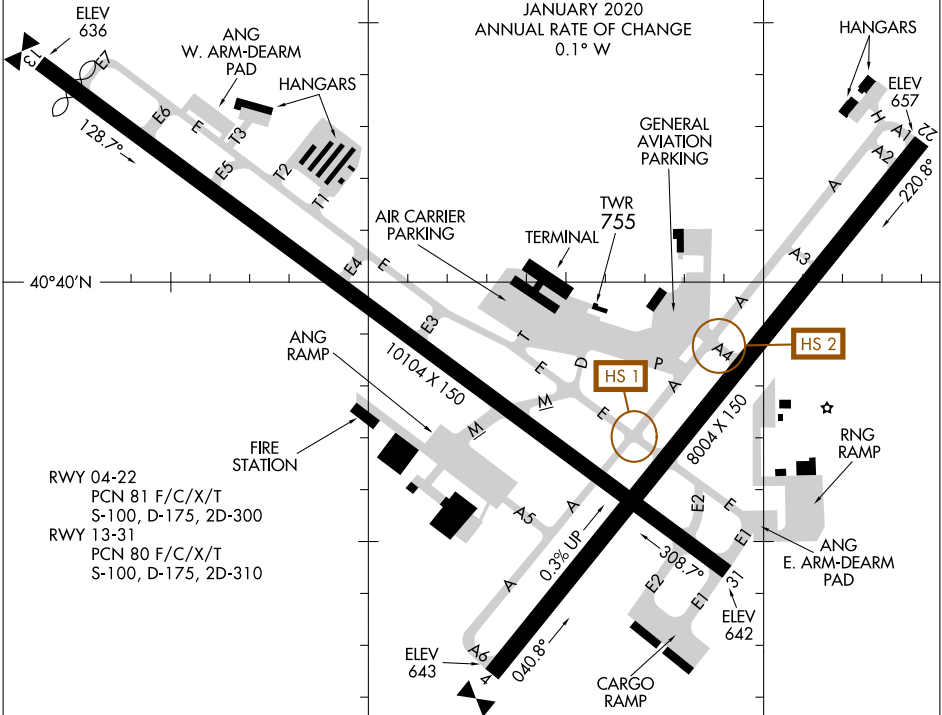 JANUARY 2020
ANNUAL RATE OF CHANGE
0.1° W
ELEV
636
13
E7
ANG
W. ARM-DEARM
PAD
HANGARS
E6
E
T3
E5
T2
T1
128.7°
HANGARS
ELEV
657
H
A1
22
A2
A
220.8°
GENERAL
AVIATION
PARKING
AIR CARRIER
PARKING
TERMINAL
TWR
755
A3
E4
E
40°40'N
E3
A
T
ANG
RAMP
10104 X 150
E
D
P
A4
HS 2
HS 1
A
M
E
M
8004 X 150
FIRE
STATION
RNG
RAMP
RWY 04-22
PCN 81 F/C/X/T
S-100, D-175, 2D-300
RWY 13-31
PCN 80 F/C/X/T
S-100, D-175, 2D-310
A5
A
E2
E
E1
0.3% UP
308.7°
31
ANG
E. ARM-DEARM
PAD
A
E2
E1
ELEV
642
ELEV
643
A6
4
040.8°
CARGO
RAMP